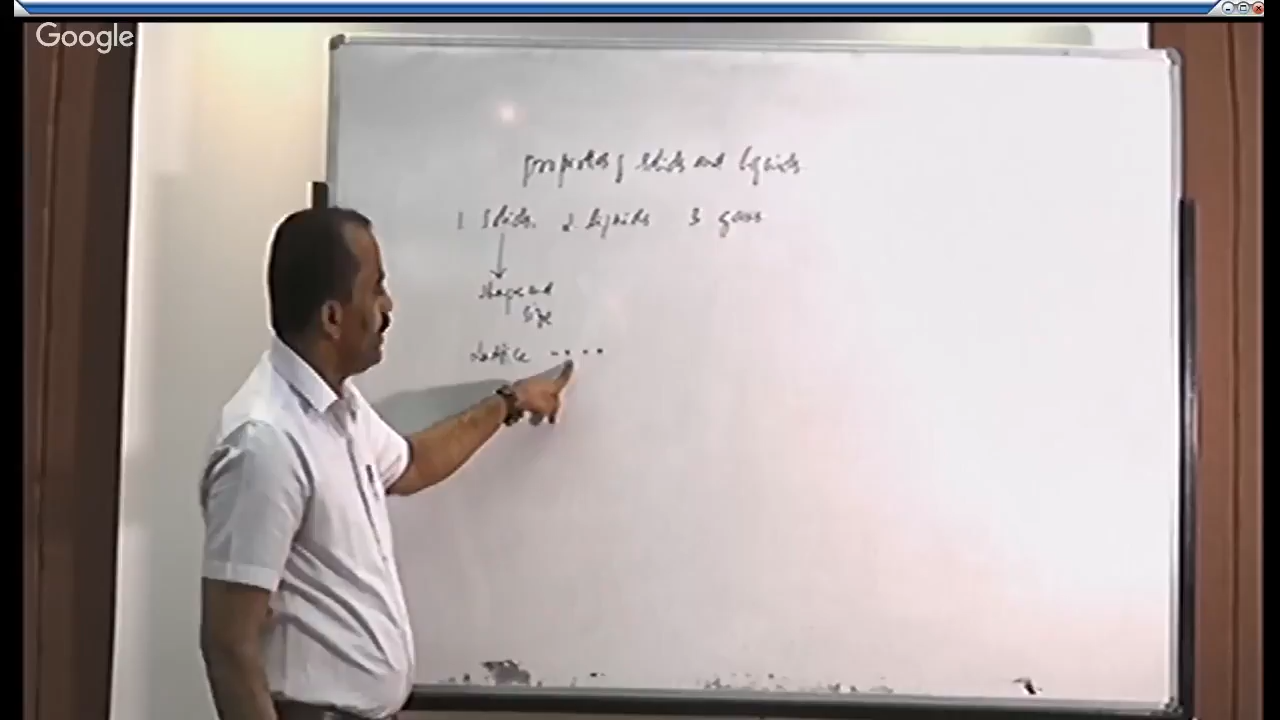 Google
properties of solids and liquids
1 Solids. 2 liquids 3 gases
shape and
size
Lattice